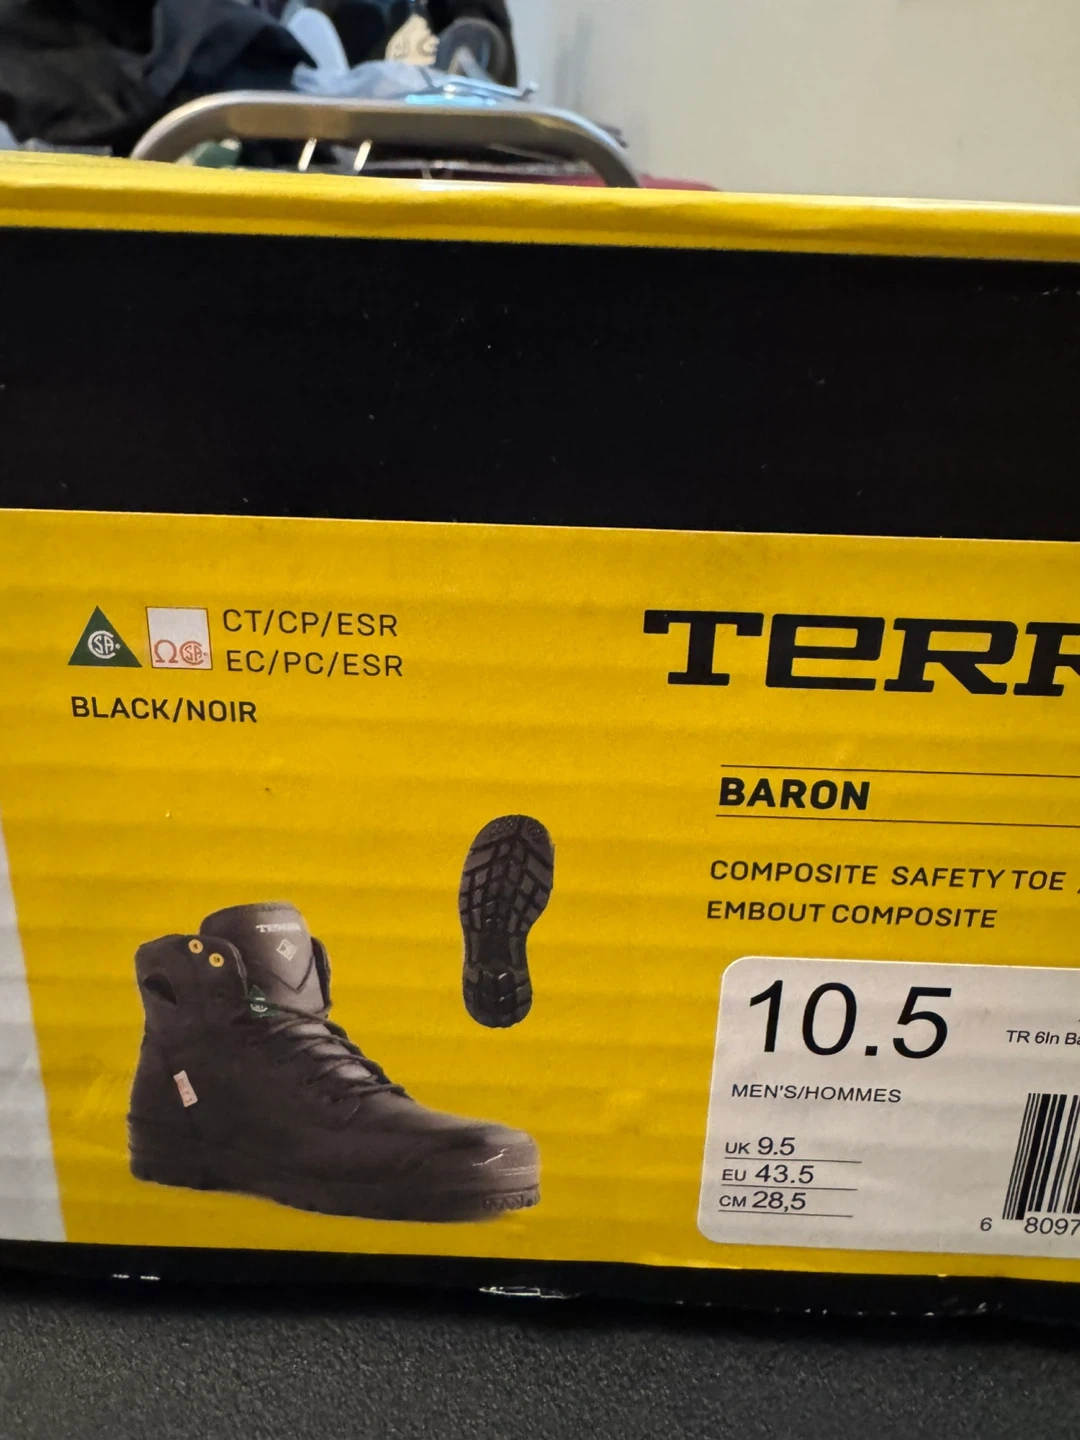 CT/CP/ESR
EC/PC/ESR
BLACK/NOIR
TERR
BARON
COMPOSITE SAFETY TOE
EMBOUT COMPOSITE
10.5
TR 6In Ba
MEN'S/HOMMES
UK 9.5
EU 43.5
CM 28,5
6 8097
TERRA